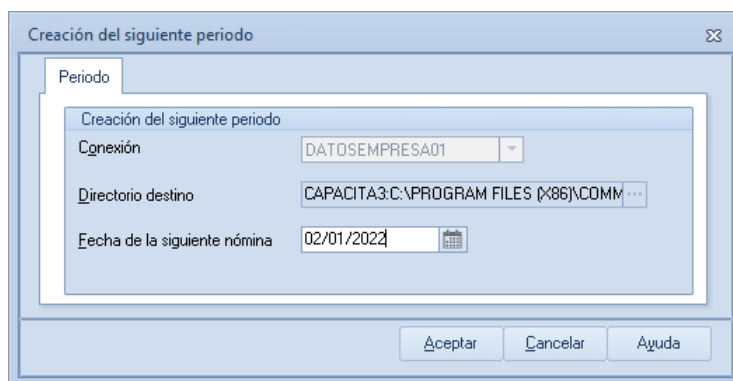 Creación del siguiente periodo
Periodo
Creación del siguiente periodo
Conexión DATOSEMPRESA01
Directorio destino CAPACITA3:C:\PROGRAM FILES (X86)\COMM ...
Fecha de la siguiente nómina 02/01/2022
Aceptar Cancelar Ayuda